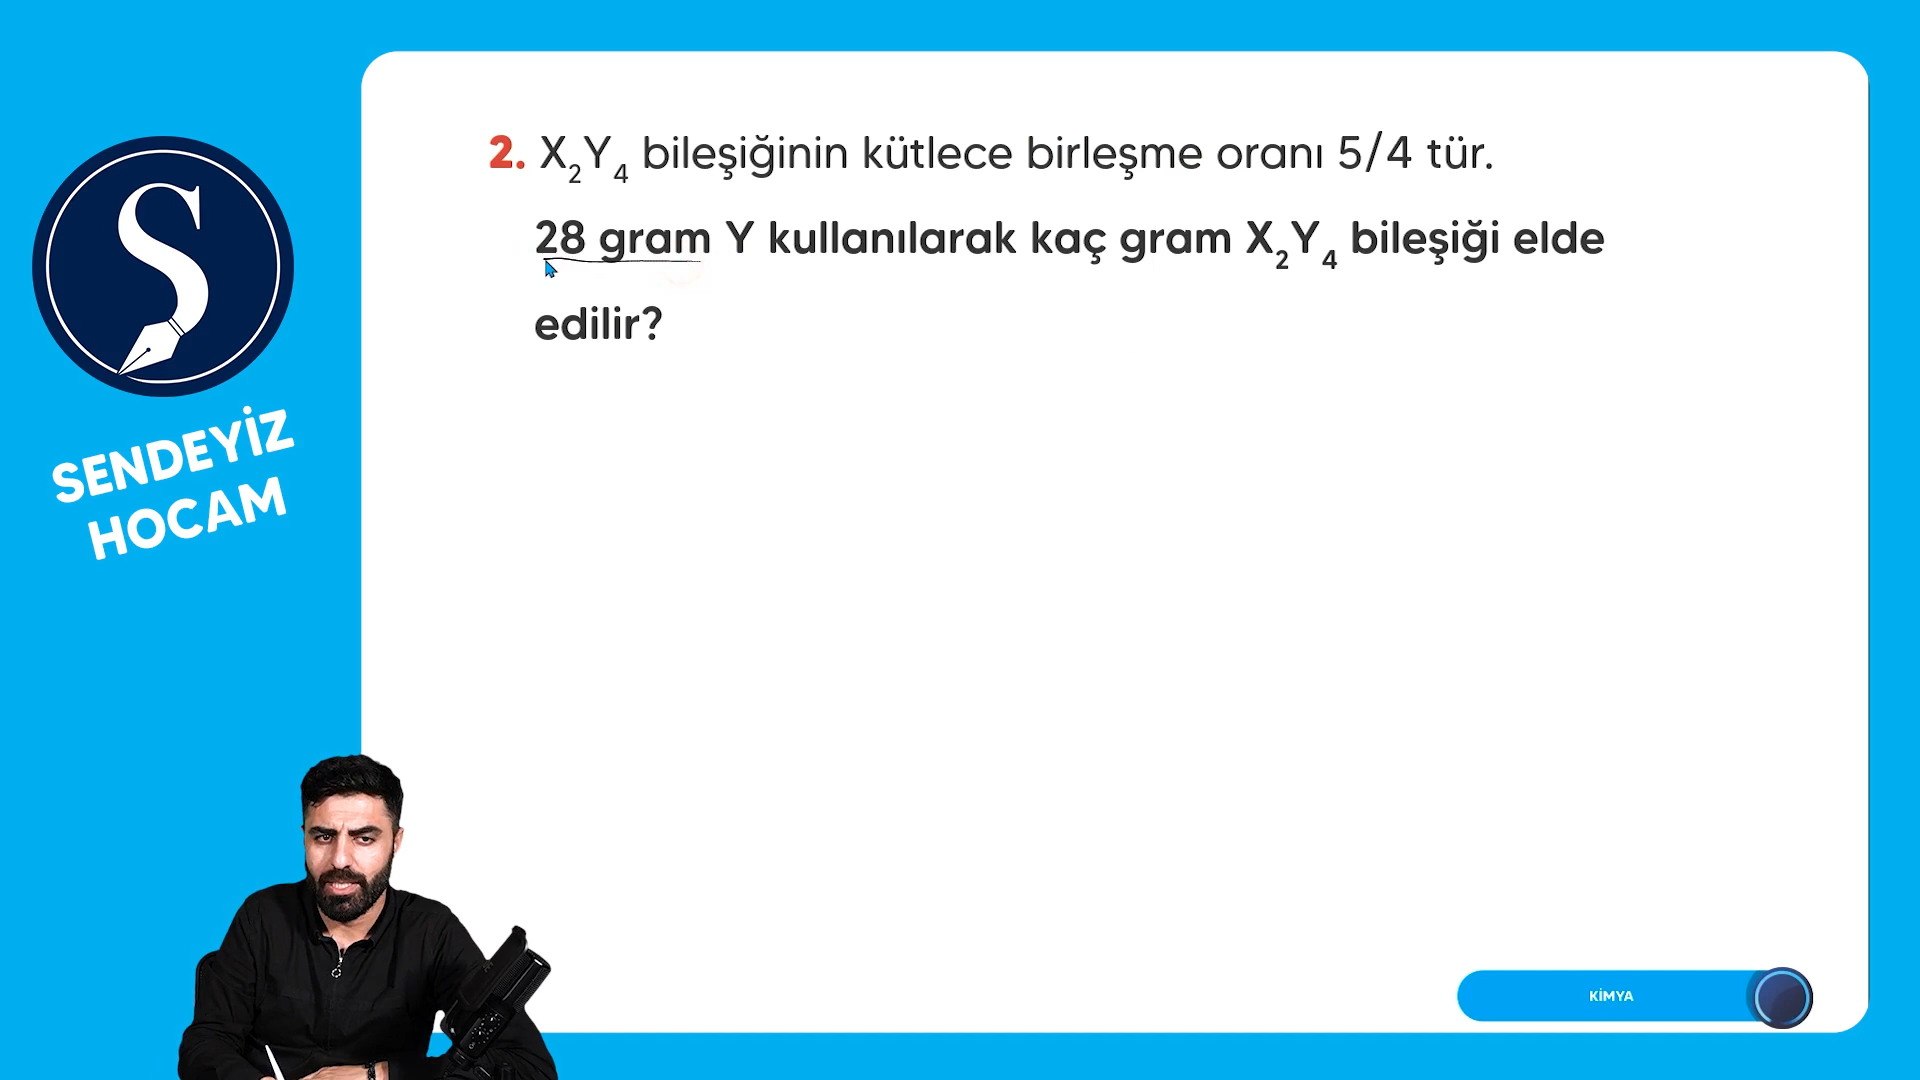 SENDEYİZ
HOCAM
2. X₂Y₄ bileşiğinin kütlece birleşme oranı 5/4 tür.
28 gram Y kullanılarak kaç gram X₂Y₄ bileşiği elde
edilir?
KİMYA